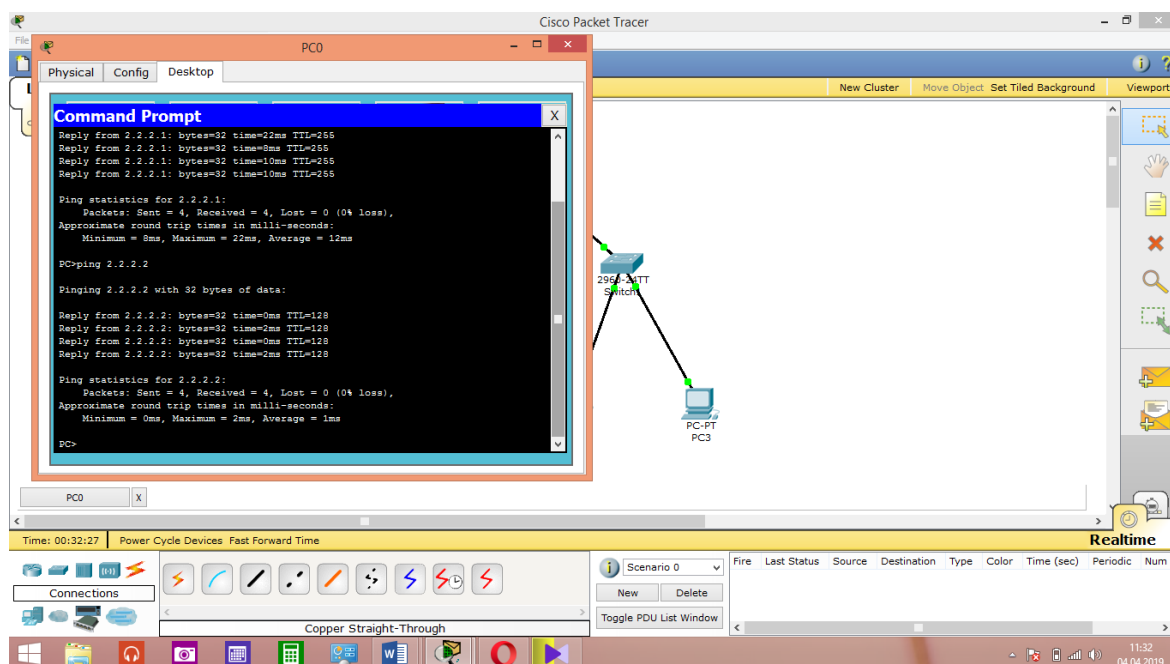 Cisco Packet Tracer
File
PC0
Physical Config Desktop
New Cluster Move Object Set Tiled Background Viewport
Command Prompt X
Reply from 2.2.2.1: bytes=32 time=22ms TTL=255
Reply from 2.2.2.1: bytes=32 time=8ms TTL=255
Reply from 2.2.2.1: bytes=32 time=10ms TTL=255
Reply from 2.2.2.1: bytes=32 time=10ms TTL=255
Ping statistics for 2.2.2.1:
Packets: Sent = 4, Received = 4, Lost = 0 (0% loss),
Approximate round trip times in milli-seconds:
Minimum = 8ms, Maximum = 22ms, Average = 12ms
PC>ping 2.2.2.2
Pinging 2.2.2.2 with 32 bytes of data:
Reply from 2.2.2.2: bytes=32 time=0ms TTL=128
Reply from 2.2.2.2: bytes=32 time=2ms TTL=128
Reply from 2.2.2.2: bytes=32 time=0ms TTL=128
Reply from 2.2.2.2: bytes=32 time=2ms TTL=128
Ping statistics for 2.2.2.2:
Packets: Sent = 4, Received = 4, Lost = 0 (0% loss),
Approximate round trip times in milli-seconds:
Minimum = 0ms, Maximum = 2ms, Average = 1ms
PC>
2960-24TT
Switch
PC-PT
PC3
PC0 X
Time: 00:32:27 Power Cycle Devices Fast Forward Time
Realtime
Connections
Copper Straight-Through
Scenario 0
New Delete
Toggle PDU List Window
Fire Last Status Source Destination Type Color Time (sec) Periodic Num
11:32
04.04.2019